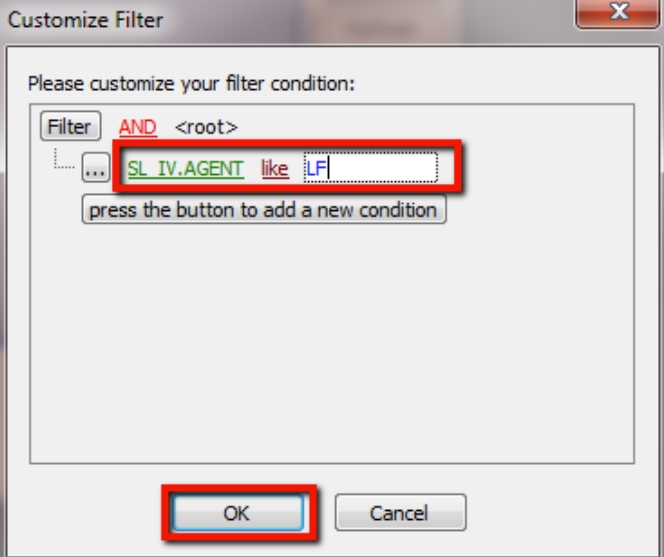 Customize Filter
x
Please customize your filter condition:
Filter AND <root>
... SL_IV.AGENT like LF
press the button to add a new condition
OK Cancel